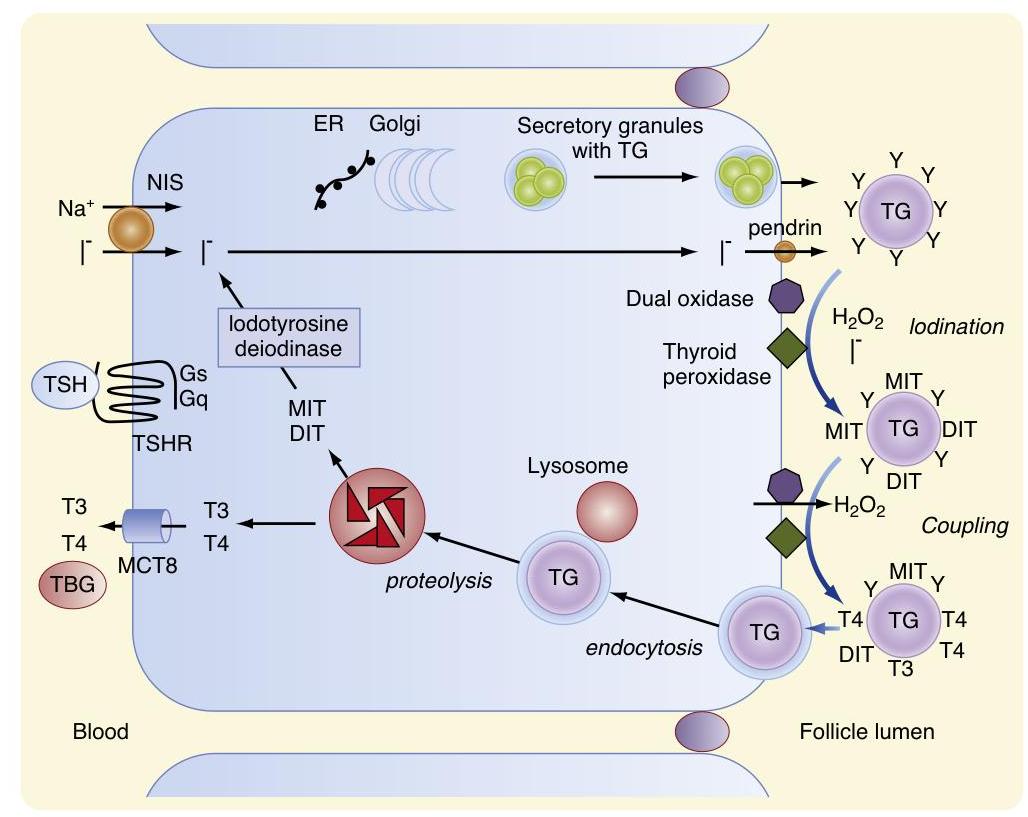 ER Golgi
Secretory granules
with TG
NIS
Na⁺
I⁻
I⁻
I⁻
pendrin
Y
Y
Y
Y
TG
Y
Y
Y
Y
Dual oxidase
H₂O₂
I⁻
Iodination
Thyroid
peroxidase
Iodotyrosine
deiodinase
TSH
Gs
Gq
TSHR
MIT
DIT
MIT
Y
Y
MIT
TG
DIT
Y
Y
DIT
Lysosome
H₂O₂
Coupling
T3
T4
TBG
MCT8
T3
T4
proteolysis
TG
endocytosis
TG
MIT
Y
Y
T4
TG
T4
DIT
T3
T4
Blood
Follicle lumen